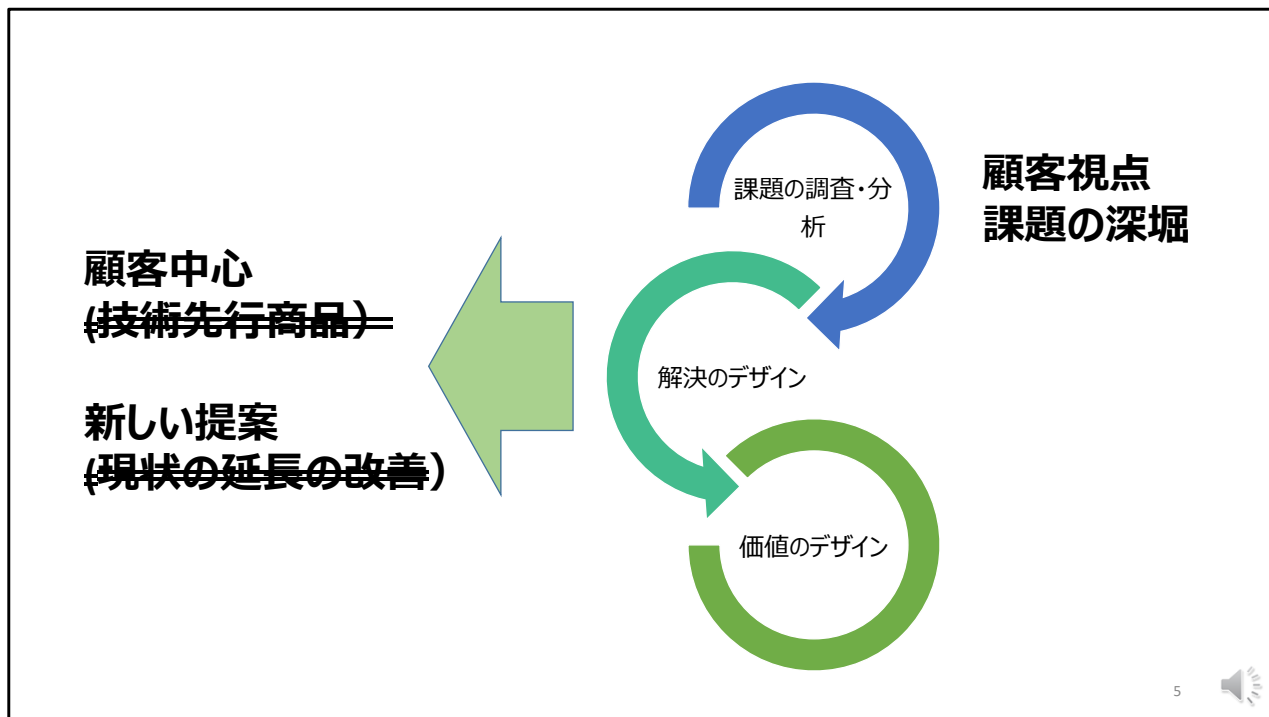 課題の調査・分
析
顧客視点
課題の深堀
顧客中心
(技術先行商品）
解決のデザイン
新しい提案
(現状の延長の改善）
価値のデザイン
5